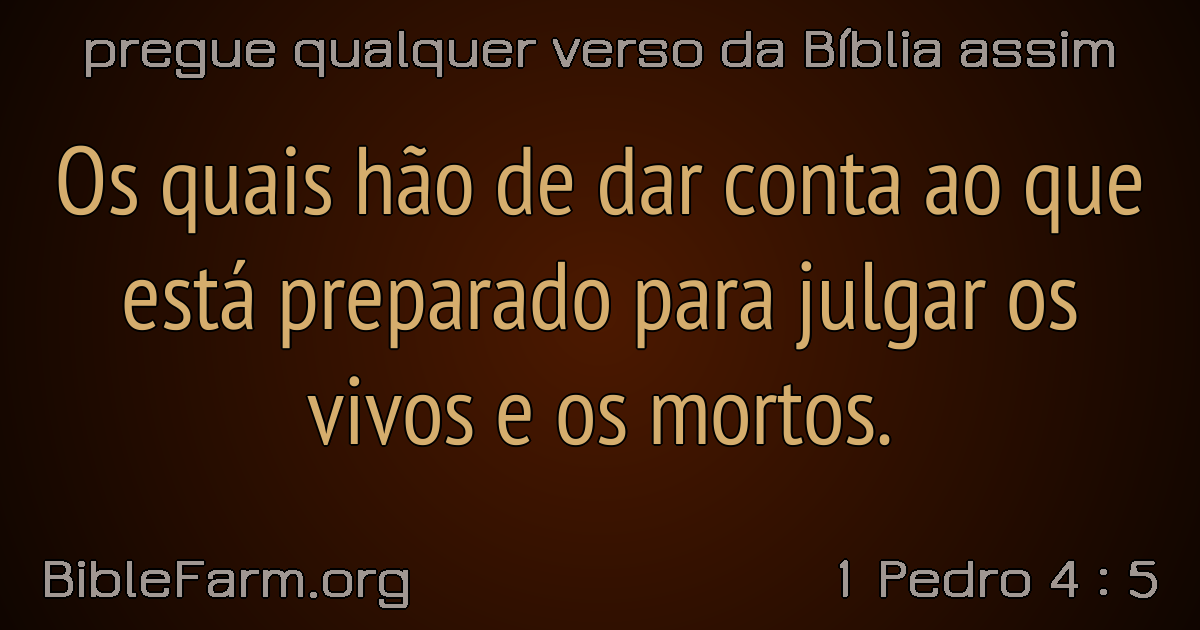 pregue qualquer verso da Bíblia assim
Os quais hão de dar conta ao que
está preparado para julgar os
vivos e os mortos.
BibleFarm.org
1 Pedro 4 : 5